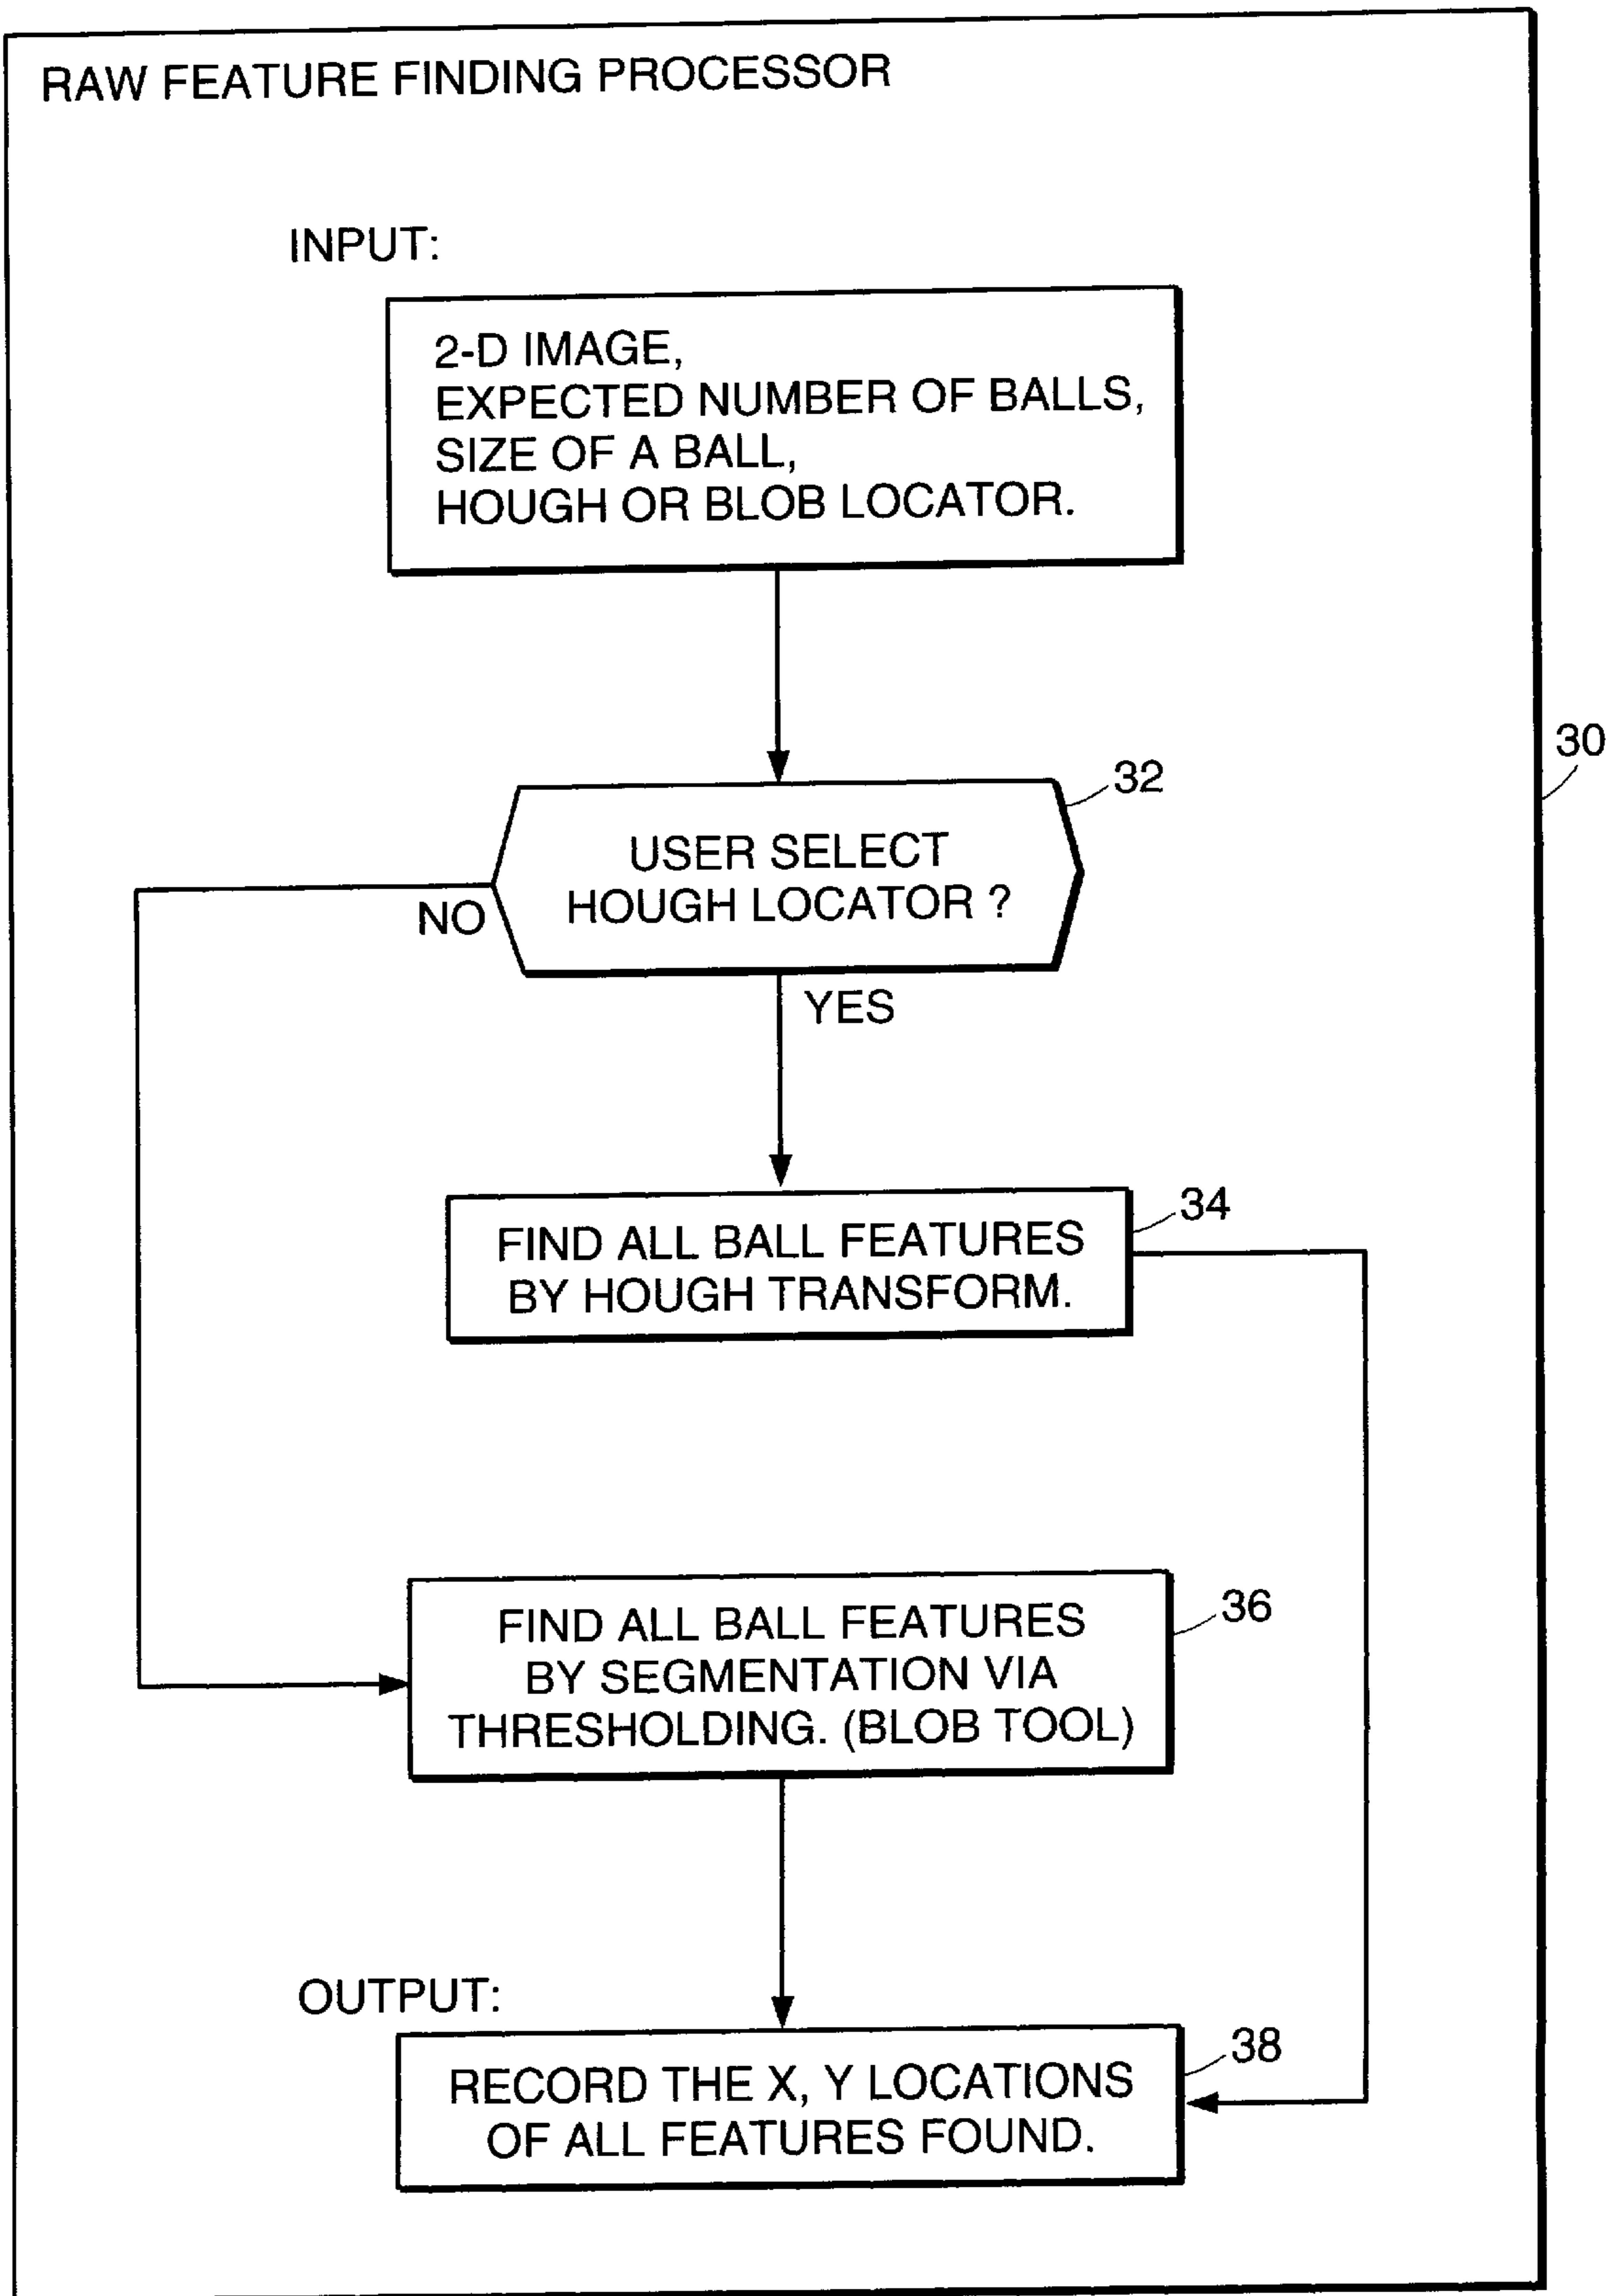 RAW FEATURE FINDING PROCESSOR
INPUT:
2-D IMAGE,
EXPECTED NUMBER OF BALLS,
SIZE OF A BALL,
HOUGH OR BLOB LOCATOR.
30
32
USER SELECT
HOUGH LOCATOR ?
NO
YES
34
FIND ALL BALL FEATURES
BY HOUGH TRANSFORM.
36
FIND ALL BALL FEATURES
BY SEGMENTATION VIA
THRESHOLDING. (BLOB TOOL)
OUTPUT:
38
RECORD THE X, Y LOCATIONS
OF ALL FEATURES FOUND.